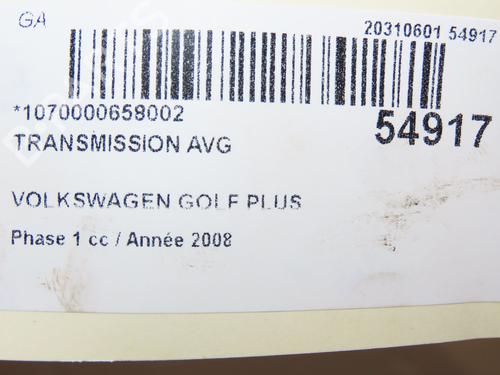 GA
20310601 54917
*1070000658002
54917
TRANSMISSION AVG
VOLKSWAGEN GOLF PLUS
Phase 1 cc / Année 2008